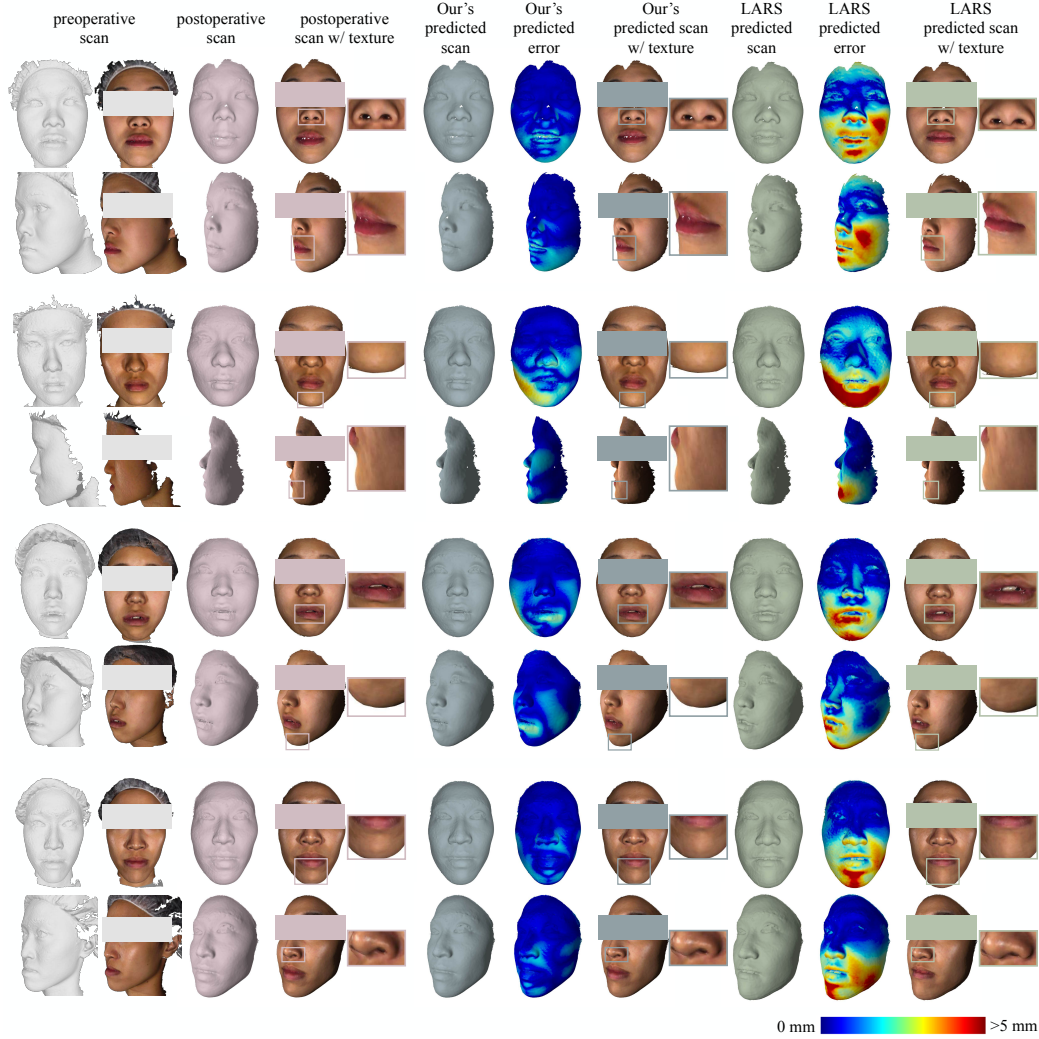 preoperative
scan
postoperative
scan
postoperative
scan w/ texture
Our's
predicted
scan
Our's
predicted
error
Our's
predicted scan
w/ texture
LARS
predicted
scan
LARS
predicted
error
LARS
predicted scan
w/ texture
0 mm >5 mm